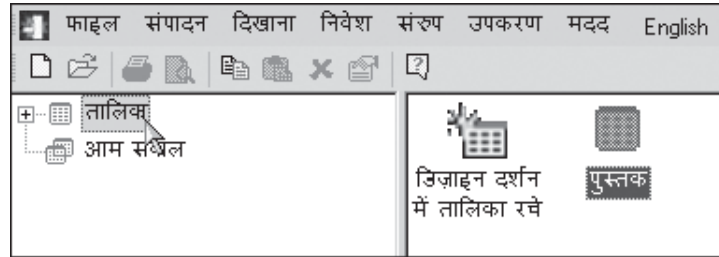 फाइल संपादन दिखाना निवेश संरुप उपकरण मदद English
तालिक
आम
डिज़ाइन दर्शन
में तालिका रचे
पुस्तक